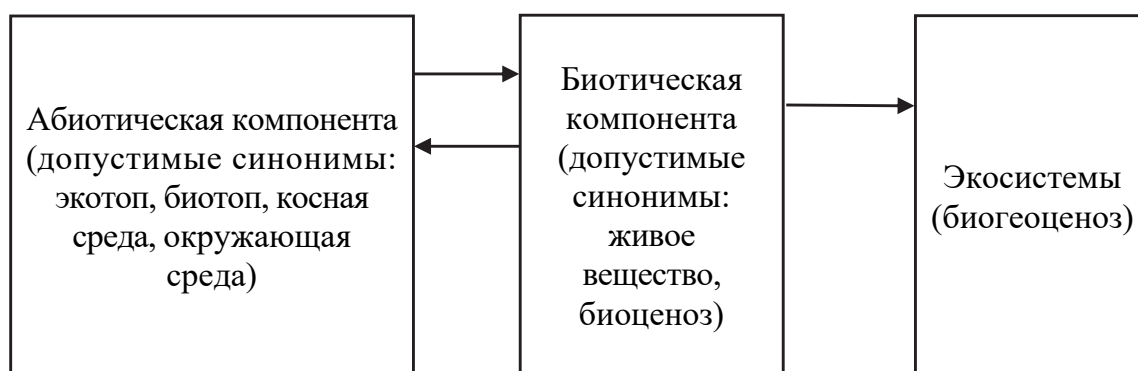 Абиотическая компонента
(допустимые синонимы:
экотоп, биотоп, косная
среда, окружающая
среда)
Биотическая
компонента
(допустимые
синонимы:
живое
вещество,
биоценоз)
Экосистемы
(биогеоценоз)